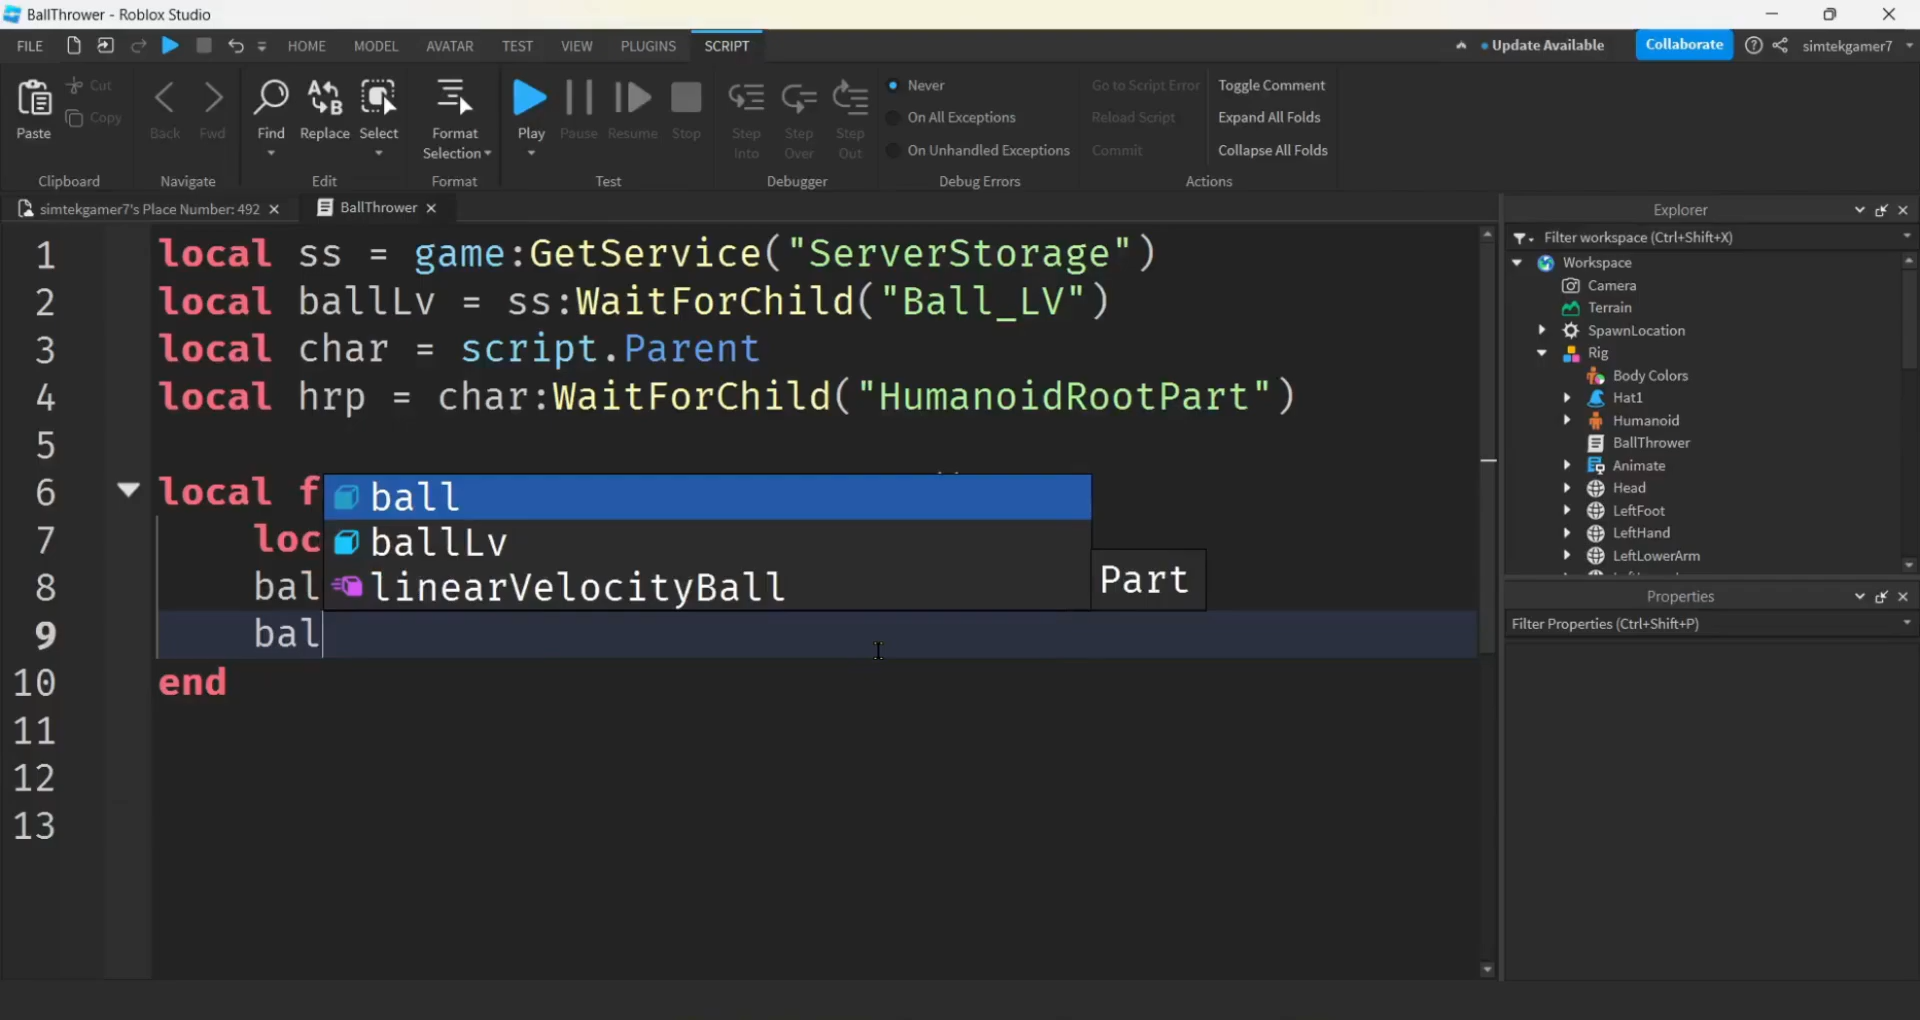 BallThrower - Roblox Studio
FILE HOME MODEL AVATAR TEST VIEW PLUGINS SCRIPT Update Available Collaborate simtekgamer7
Paste Cut Copy
Clipboard
Back Fwd
Navigate
Find Replace Select
Edit
Format Selection
Format
Play Pause Resume Stop
Test
Step Into Step Over Step Out
Debugger
Never
On All Exceptions
On Unhandled Exceptions
Debug Errors
Go to Script Error
Reload Script
Commit
Toggle Comment
Expand All Folds
Collapse All Folds
Actions
simtekgamer7's Place Number: 492 BallThrower
1 local ss = game:GetService("ServerStorage")
2 local ballLv = ss:WaitForChild("Ball_LV")
3 local char = script.Parent
4 local hrp = char:WaitForChild("HumanoidRootPart")
5
6 local f
7 loc
8 bal
9 bal
10 end
11
12
13
ball
ballLv
linearVelocityBall
Part
Explorer
Filter workspace (Ctrl+Shift+X)
Workspace
Camera
Terrain
SpawnLocation
Rig
Body Colors
Hat1
Humanoid
BallThrower
Animate
Head
LeftFoot
LeftHand
LeftLowerArm
Properties
Filter Properties (Ctrl+Shift+P)